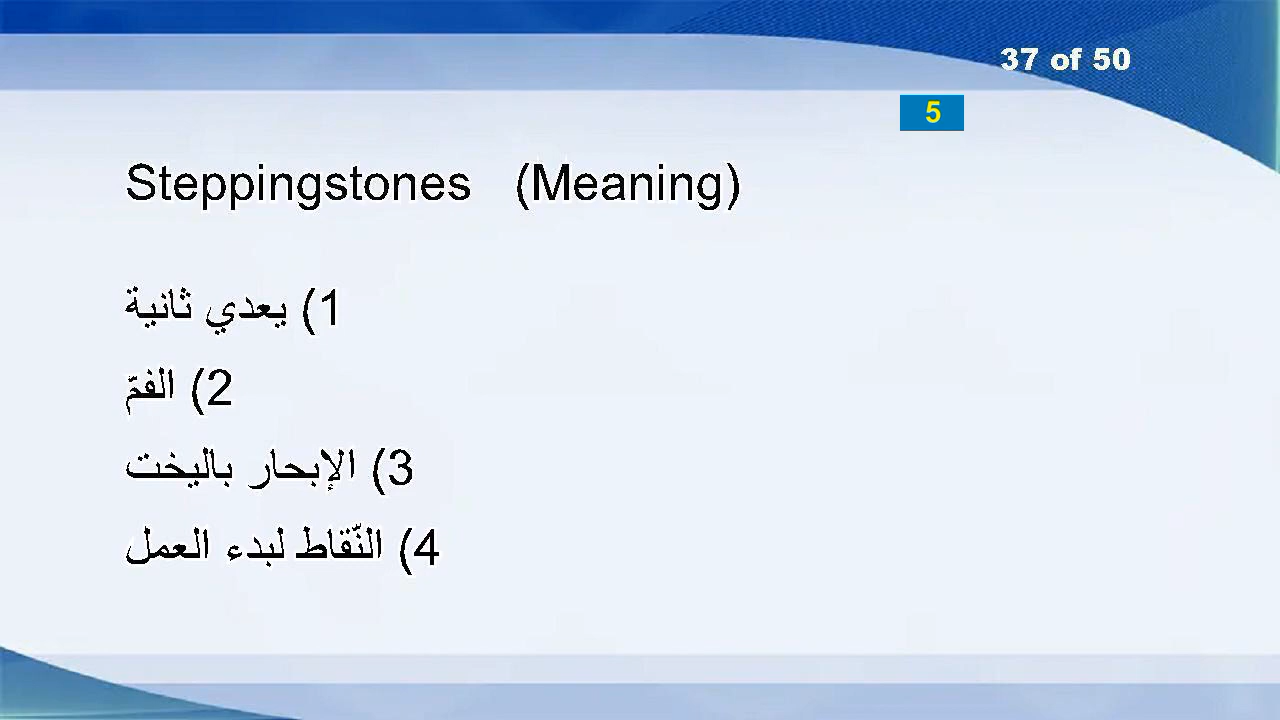 37 of 50
5
Steppingstones (Meaning)
1) يعدي ثانية
2) الفمّ
3) الإبحار باليخت
4) النّقاط لبدء العمل